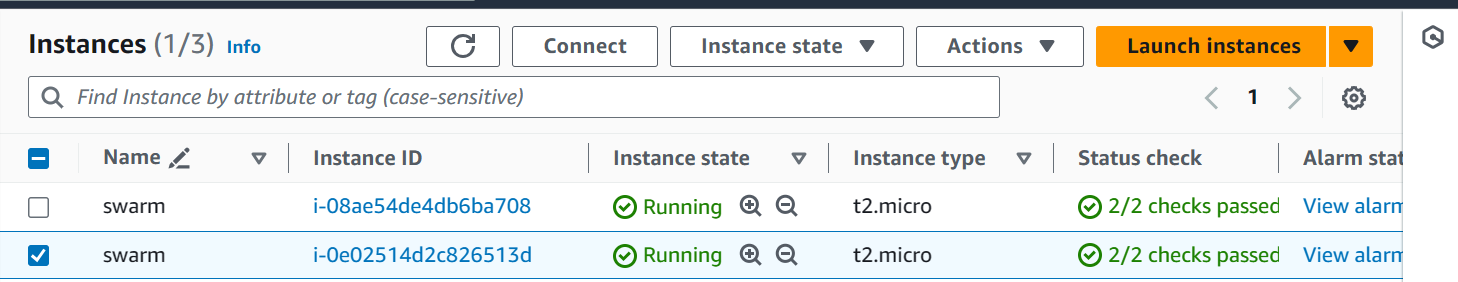 Instances (1/3) Info Connect Instance state Actions Launch instances
Find Instance by attribute or tag (case-sensitive) 1
Name Instance ID Instance state Instance type Status check Alarm stat
swarm i-08ae54de4db6ba708 Running t2.micro 2/2 checks passed View alarm
swarm i-0e02514d2c826513d Running t2.micro 2/2 checks passed View alarm